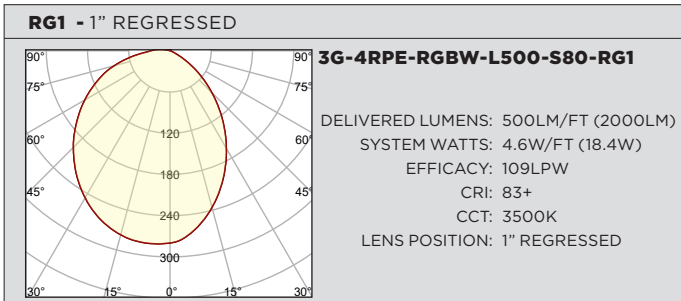 RG1 - 1” REGRESSED
90° 90°
75° 75°
60° 60°
45° 45°
30° 15° 0° 15° 30°
120
180
240
300
3G-4RPE-RGBW-L500-S80-RG1
DELIVERED LUMENS: 500LM/FT (2000LM)
SYSTEM WATTS: 4.6W/FT (18.4W)
EFFICACY: 109LPW
CRI: 83+
CCT: 3500K
LENS POSITION: 1” REGRESSED